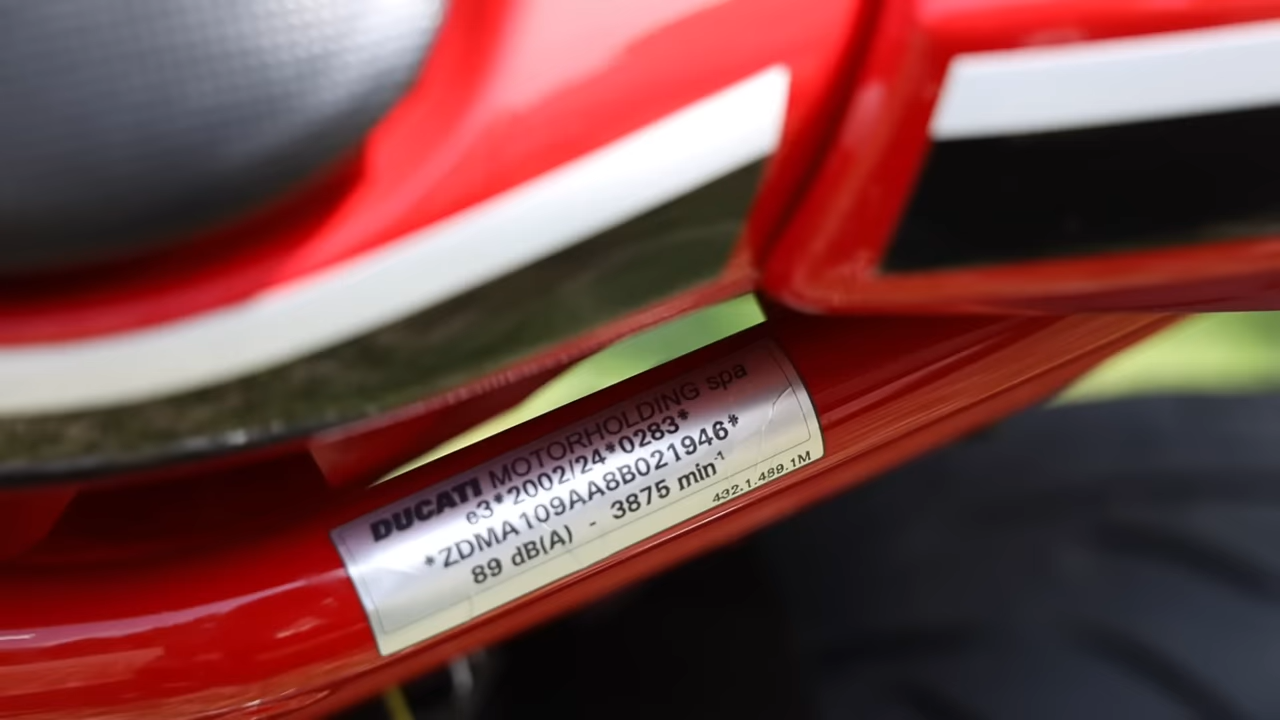 DUCATI MOTORHOLDING spa
e3*2002/24*0283*
*ZDMA109AA8B021946*
89 dB(A) - 3875 min-1
432.1.489.1M